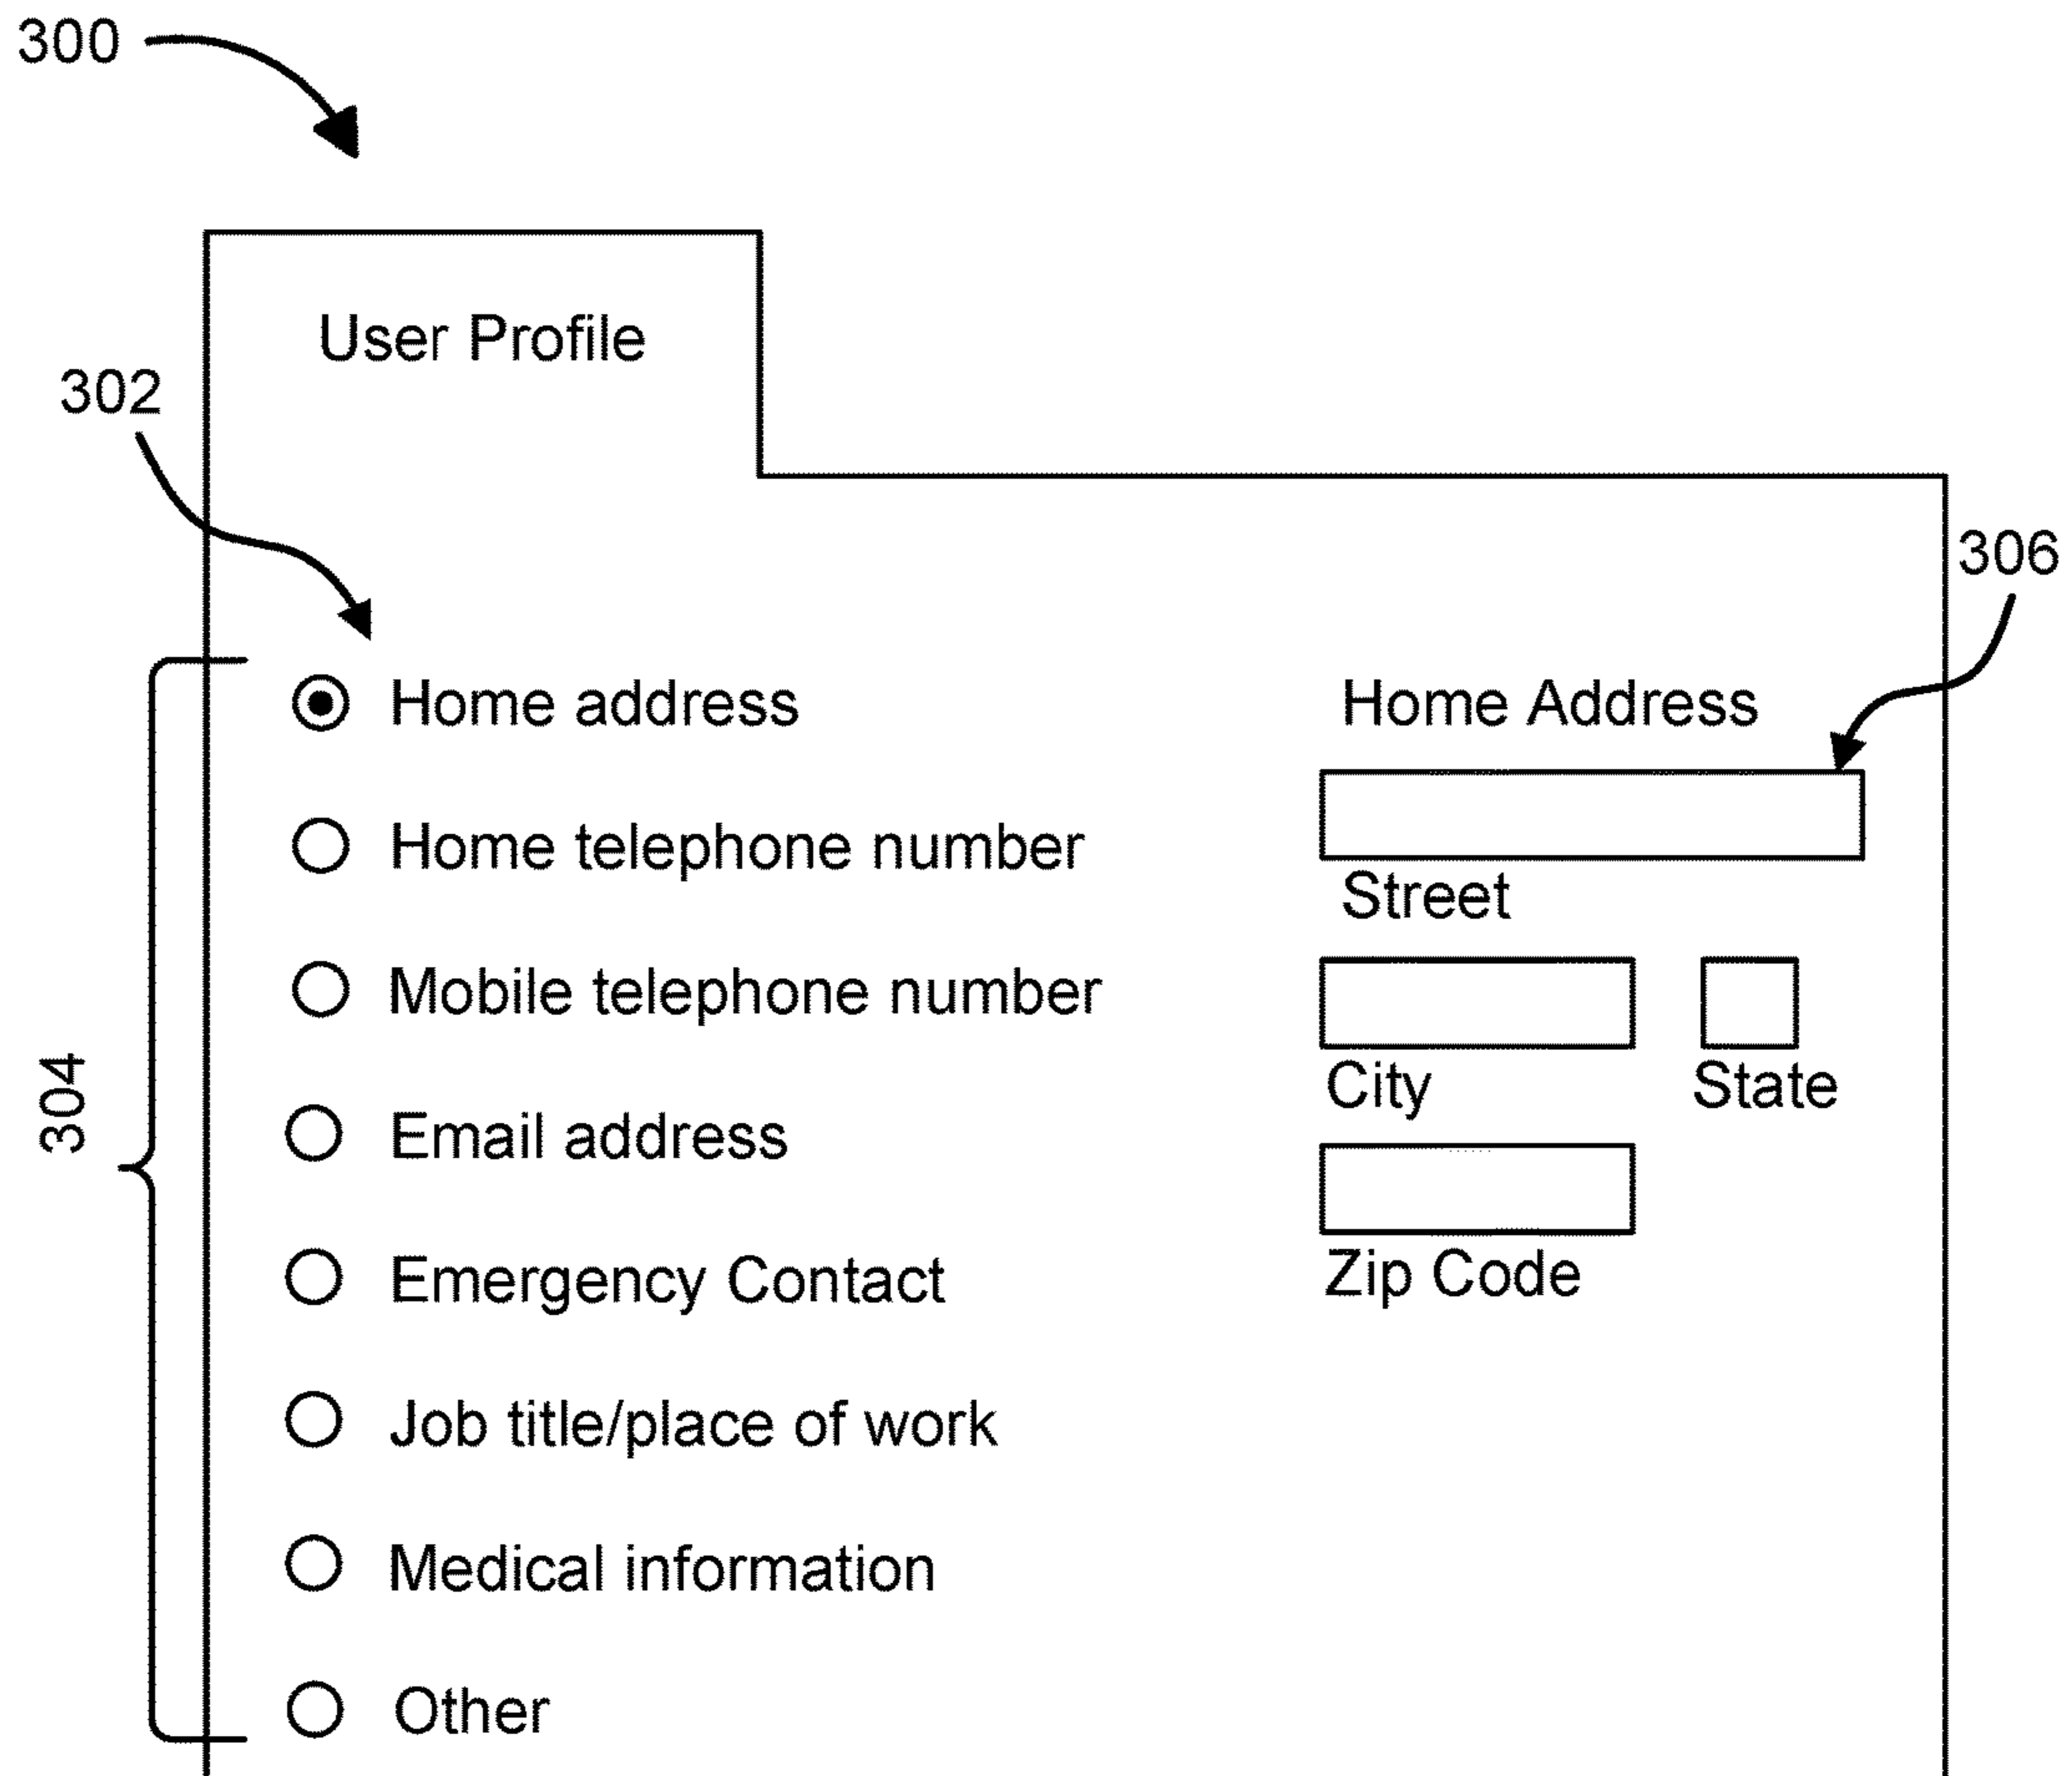 300
User Profile
302
306
304
Home address
Home telephone number
Mobile telephone number
Email address
Emergency Contact
Job title/place of work
Medical information
Other
Home Address
Street
City
State
Zip Code